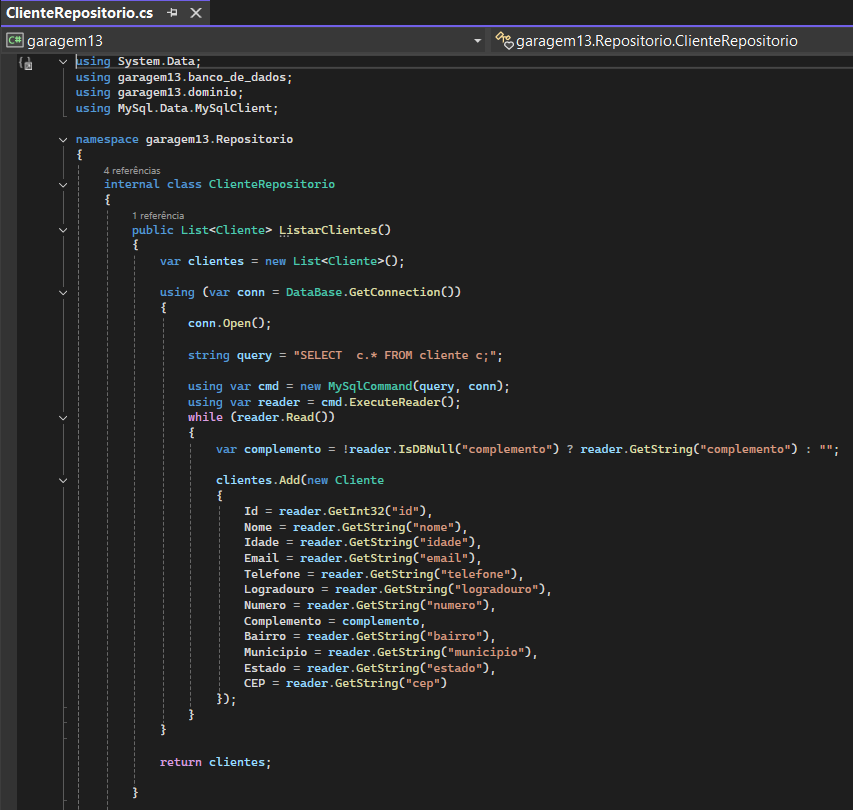 ClienteRepositorio.cs
C# garagem13
garagem13.Repositorio.ClienteRepositorio
using System.Data;
using garagem13.banco_de_dados;
using garagem13.dominio;
using MySql.Data.MySqlClient;
namespace garagem13.Repositorio
{
4 referências
internal class ClienteRepositorio
{
1 referência
public List<Cliente> ListarClientes()
{
var clientes = new List<Cliente>();
using (var conn = DataBase.GetConnection())
{
conn.Open();
string query = "SELECT  c.* FROM cliente c;";
using var cmd = new MySqlCommand(query, conn);
using var reader = cmd.ExecuteReader();
while (reader.Read())
{
var complemento = !reader.IsDBNull("complemento") ? reader.GetString("complemento") : "";
clientes.Add(new Cliente
{
Id = reader.GetInt32("id"),
Nome = reader.GetString("nome"),
Idade = reader.GetString("idade"),
Email = reader.GetString("email"),
Telefone = reader.GetString("telefone"),
Logradouro = reader.GetString("logradouro"),
Numero = reader.GetString("numero"),
Complemento = complemento,
Bairro = reader.GetString("bairro"),
Municipio = reader.GetString("municipio"),
Estado = reader.GetString("estado"),
CEP = reader.GetString("cep")
});
}
}
return clientes;
}